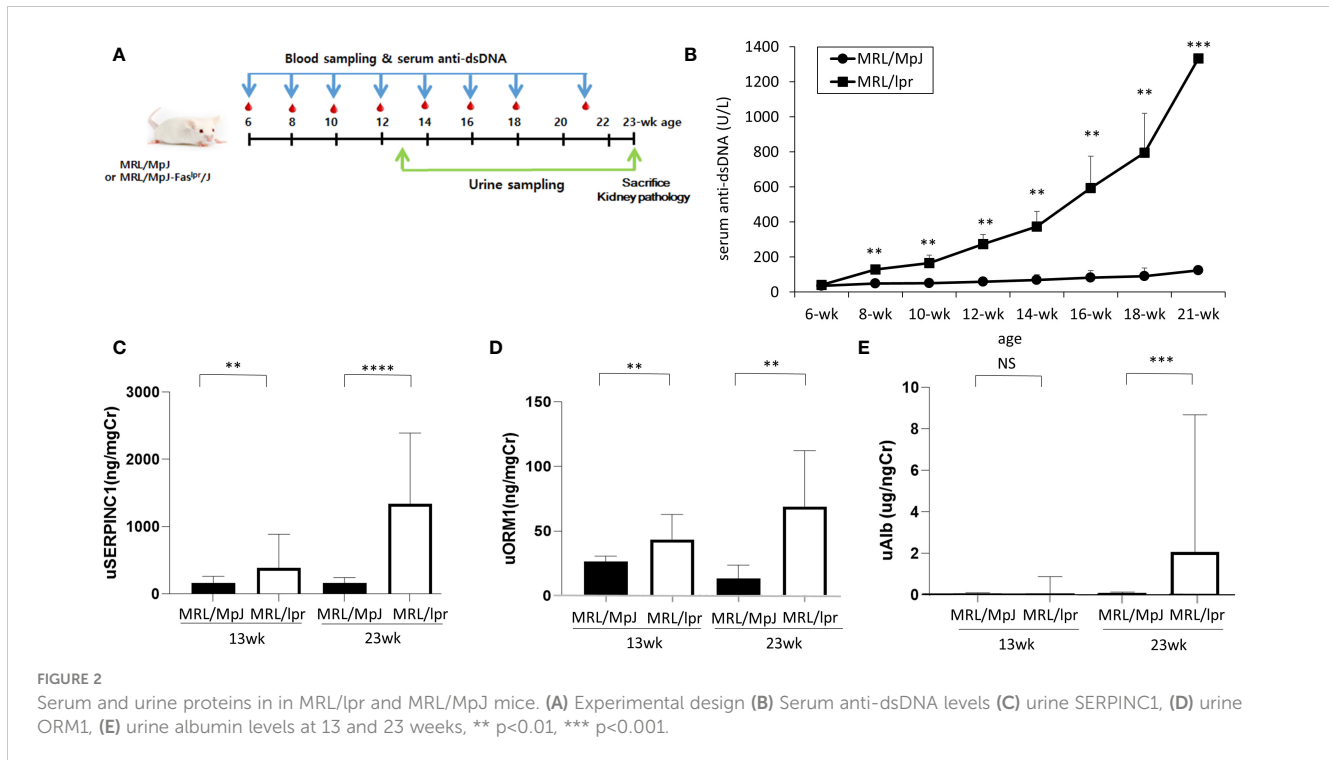 A
Blood sampling & serum anti-dsDNA
6 8 10 12 14 16 18 20 22 23-wk age
MRL/MpJ
or MRL/MpJ-Fas^lpr/J
Urine sampling
Sacrifice
Kidney pathology
B
MRL/MpJ
MRL/lpr
serum anti-dsDNA (U/L)
1400
1200
1000
800
600
400
200
0
** ** ** ** ** ** ***
6-wk 8-wk 10-wk 12-wk 14-wk 16-wk 18-wk 21-wk
age
C
** ****
uSERPINC1(ng/mgCr)
3000
2000
1000
0
MRL/MpJ MRL/lpr MRL/MpJ MRL/lpr
13wk 23wk
D
** **
uORM1(ng/mgCr)
150
100
50
0
MRL/MpJ MRL/lpr MRL/MpJ MRL/lpr
13wk 23wk
E
NS ***
uAlb (ug/ngCr)
10
8
6
4
2
0
MRL/MpJ MRL/lpr MRL/MpJ MRL/lpr
13wk 23wk
FIGURE 2
Serum and urine proteins in in MRL/lpr and MRL/MpJ mice. (A) Experimental design (B) Serum anti-dsDNA levels (C) urine SERPINC1, (D) urine
ORM1, (E) urine albumin levels at 13 and 23 weeks, ** p<0.01, *** p<0.001.